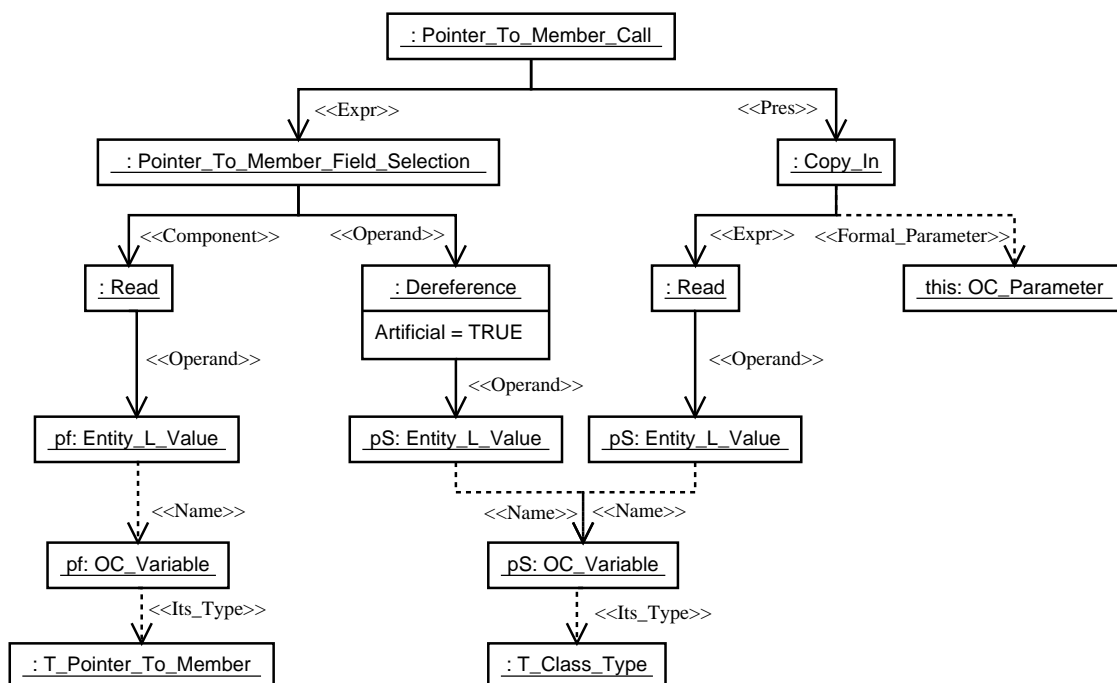 : Pointer_To_Member_Call
<<Expr>>
<<Pres>>
: Pointer_To_Member_Field_Selection
: Copy_In
<<Component>>
<<Operand>>
<<Expr>>
<<Formal_Parameter>>
: Read
: Dereference
: Read
this: OC_Parameter
Artificial = TRUE
<<Operand>>
<<Operand>>
<<Operand>>
pf: Entity_L_Value
pS: Entity_L_Value
pS: Entity_L_Value
<<Name>>
<<Name>>
<<Name>>
pf: OC_Variable
pS: OC_Variable
<<Its_Type>>
<<Its_Type>>
: T_Pointer_To_Member
: T_Class_Type